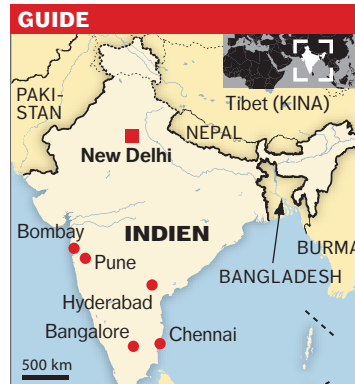 GUIDE
PAKI-
STAN
Tibet (KINA)
NEPAL
New Delhi
Bombay
INDIEN
Pune
BURMA
BANGLADESH
Hyderabad
Bangalore
Chennai
500 km